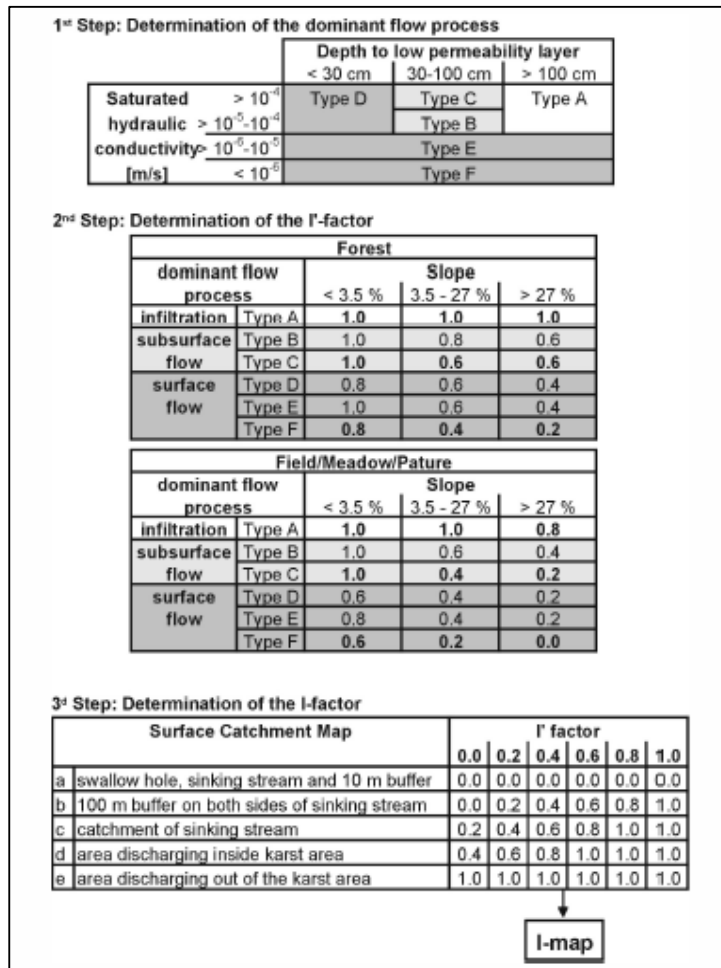 1st Step: Determination of the dominant flow process
Depth to low permeability layer
< 30 cm 30-100 cm > 100 cm
Saturated > 10-4 Type D Type C Type A
hydraulic > 10-5-10-4 Type B
conductivity> 10-6-10-5 Type E
[m/s] < 10-6 Type F
2nd Step: Determination of the I'-factor
Forest
dominant flow Slope
process < 3.5 % 3.5 - 27 % > 27 %
infiltration Type A 1.0 1.0 1.0
subsurface Type B 1.0 0.8 0.6
flow Type C 1.0 0.6 0.6
surface Type D 0.8 0.6 0.4
flow Type E 1.0 0.6 0.4
Type F 0.8 0.4 0.2
Field/Meadow/Pature
dominant flow Slope
process < 3.5 % 3.5 - 27 % > 27 %
infiltration Type A 1.0 1.0 0.8
subsurface Type B 1.0 0.6 0.4
flow Type C 1.0 0.4 0.2
surface Type D 0.6 0.4 0.2
flow Type E 0.8 0.4 0.2
Type F 0.6 0.2 0.0
3d Step: Determination of the I-factor
Surface Catchment Map I' factor
0.0 0.2 0.4 0.6 0.8 1.0
a swallow hole, sinking stream and 10 m buffer 0.0 0.0 0.0 0.0 0.0 0.0
b 100 m buffer on both sides of sinking stream 0.0 0.2 0.4 0.6 0.8 1.0
c catchment of sinking stream 0.2 0.4 0.6 0.8 1.0 1.0
d area discharging inside karst area 0.4 0.6 0.8 1.0 1.0 1.0
e area discharging out of the karst area 1.0 1.0 1.0 1.0 1.0 1.0
I-map